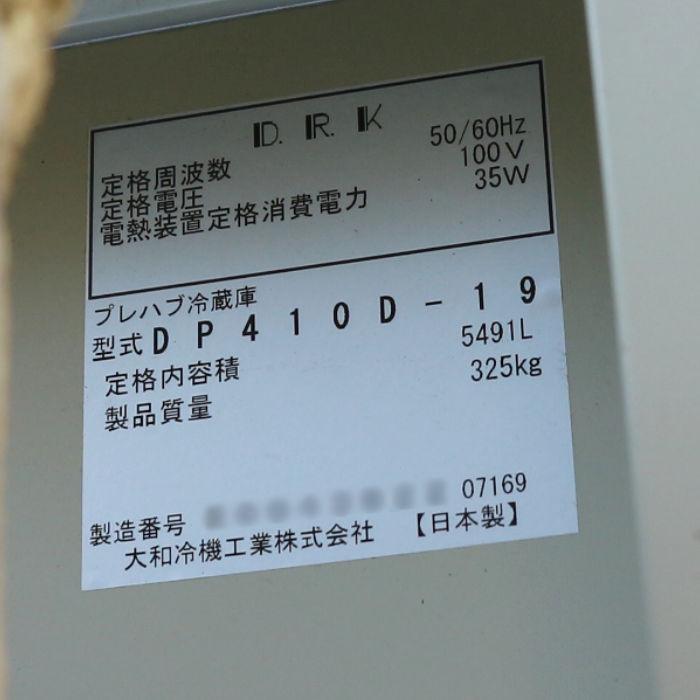 D.R.K
定格周波数 50/60Hz
定格電圧 100V
電熱装置定格消費電力 35W
プレハブ冷蔵庫
型式 DP410D-19
定格内容積 5491L
製品質量 325kg
製造番号 07169
大和冷機工業株式会社 【日本製】